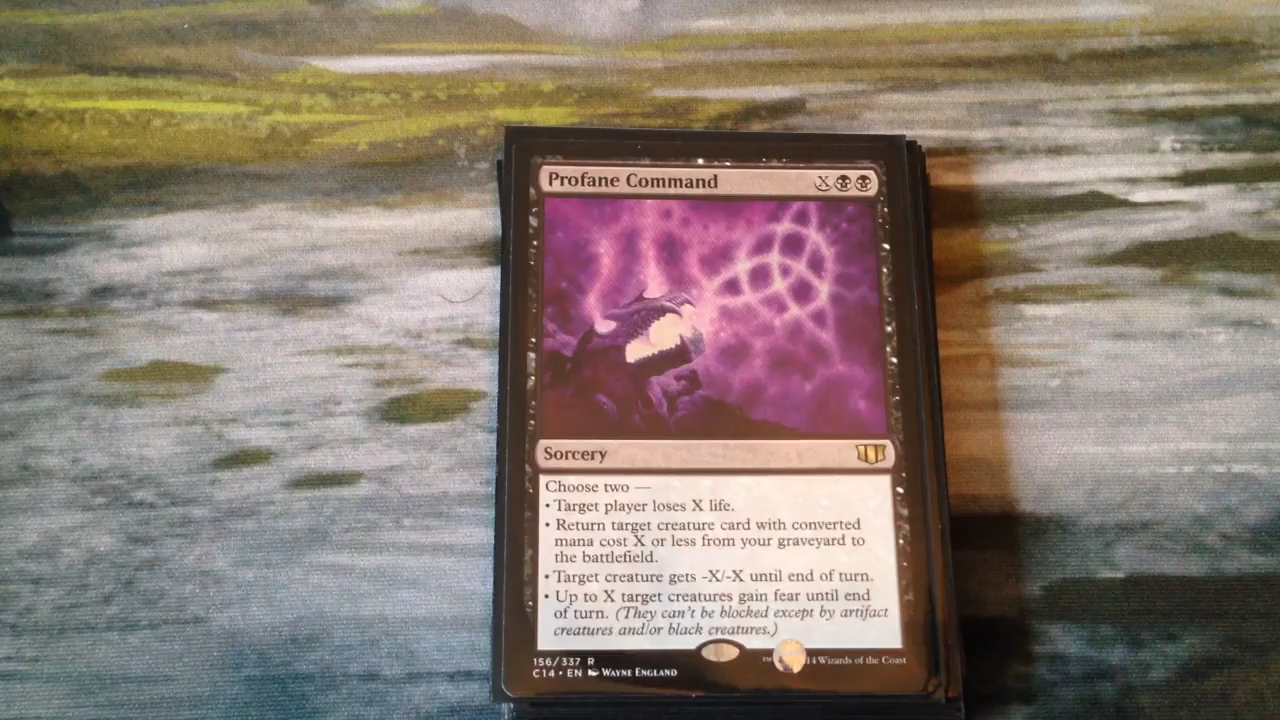 Profane Command X
Sorcery
Choose two —
• Target player loses X life.
• Return target creature card with converted
mana cost X or less from your graveyard to
the battlefield.
• Target creature gets -X/-X until end of turn.
• Up to X target creatures gain fear until end
of turn. (They can't be blocked except by artifact
creatures and/or black creatures.)
156/337 R
C14 • EN WAYNE ENGLAND
™ 14 Wizards of the Coast